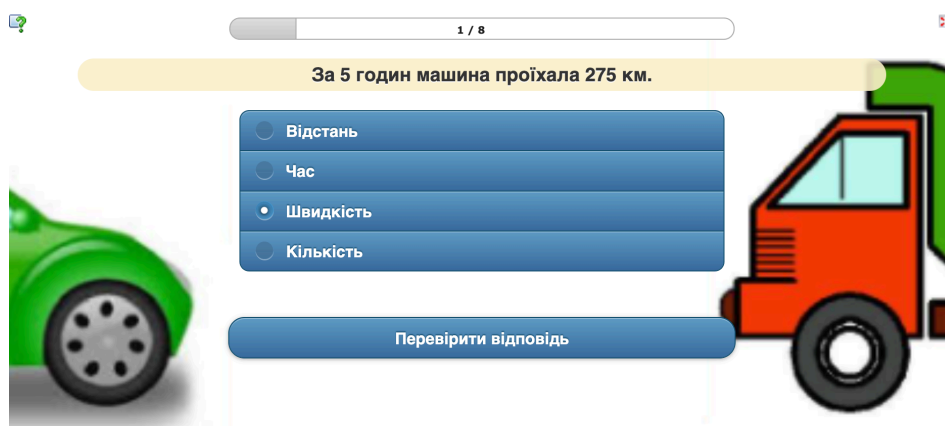 1 / 8
За 5 годин машина проїхала 275 км.
Відстань
Час
Швидкість
Кількість
Перевірити відповідь